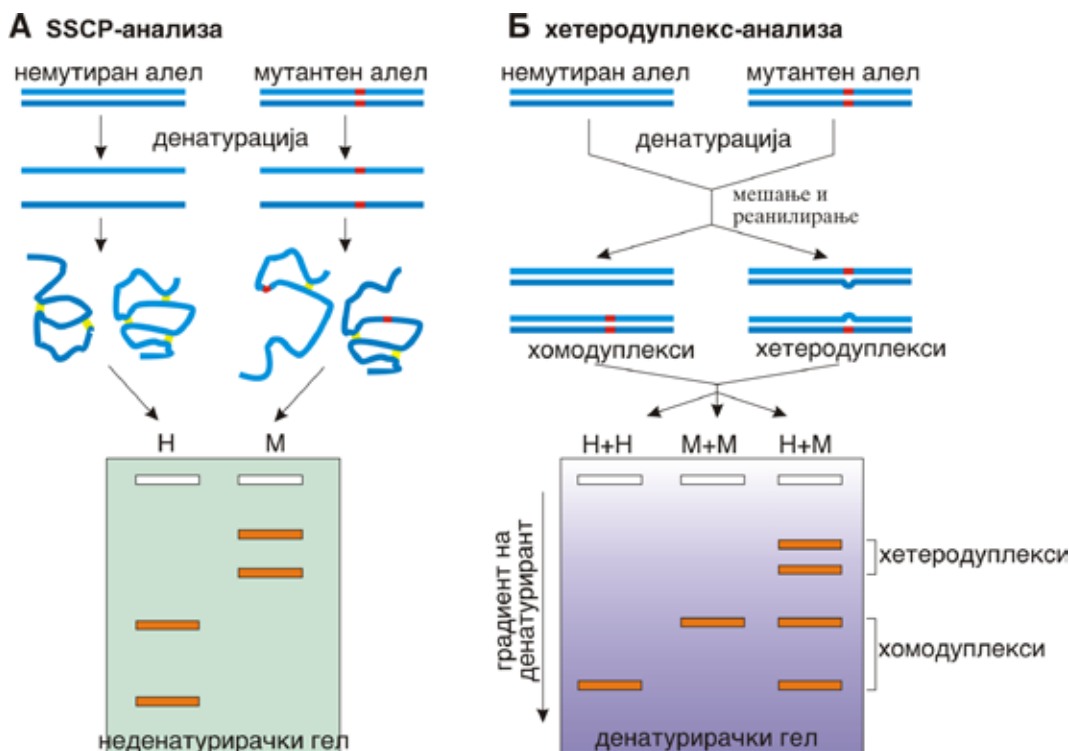 А SSCP-анализа
немутиран алел
мутантен алел
денатурација
Н
М
неденатурирачки гел
Б хетеродуплекс-анализа
немутиран алел
мутантен алел
денатурација
мешање и
реанилирање
хомодуплекси
хетеродуплекси
Н+Н
М+М
Н+М
градиент на
денатурирант
хетеродуплекси
хомодуплекси
денатурирачки гел